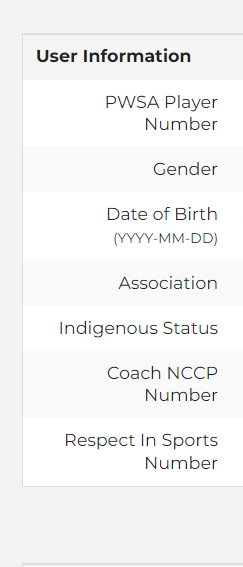 User Information
PWSA Player
Number
Gender
Date of Birth
(YYYY-MM-DD)
Association
Indigenous Status
Coach NCCP
Number
Respect In Sports
Number